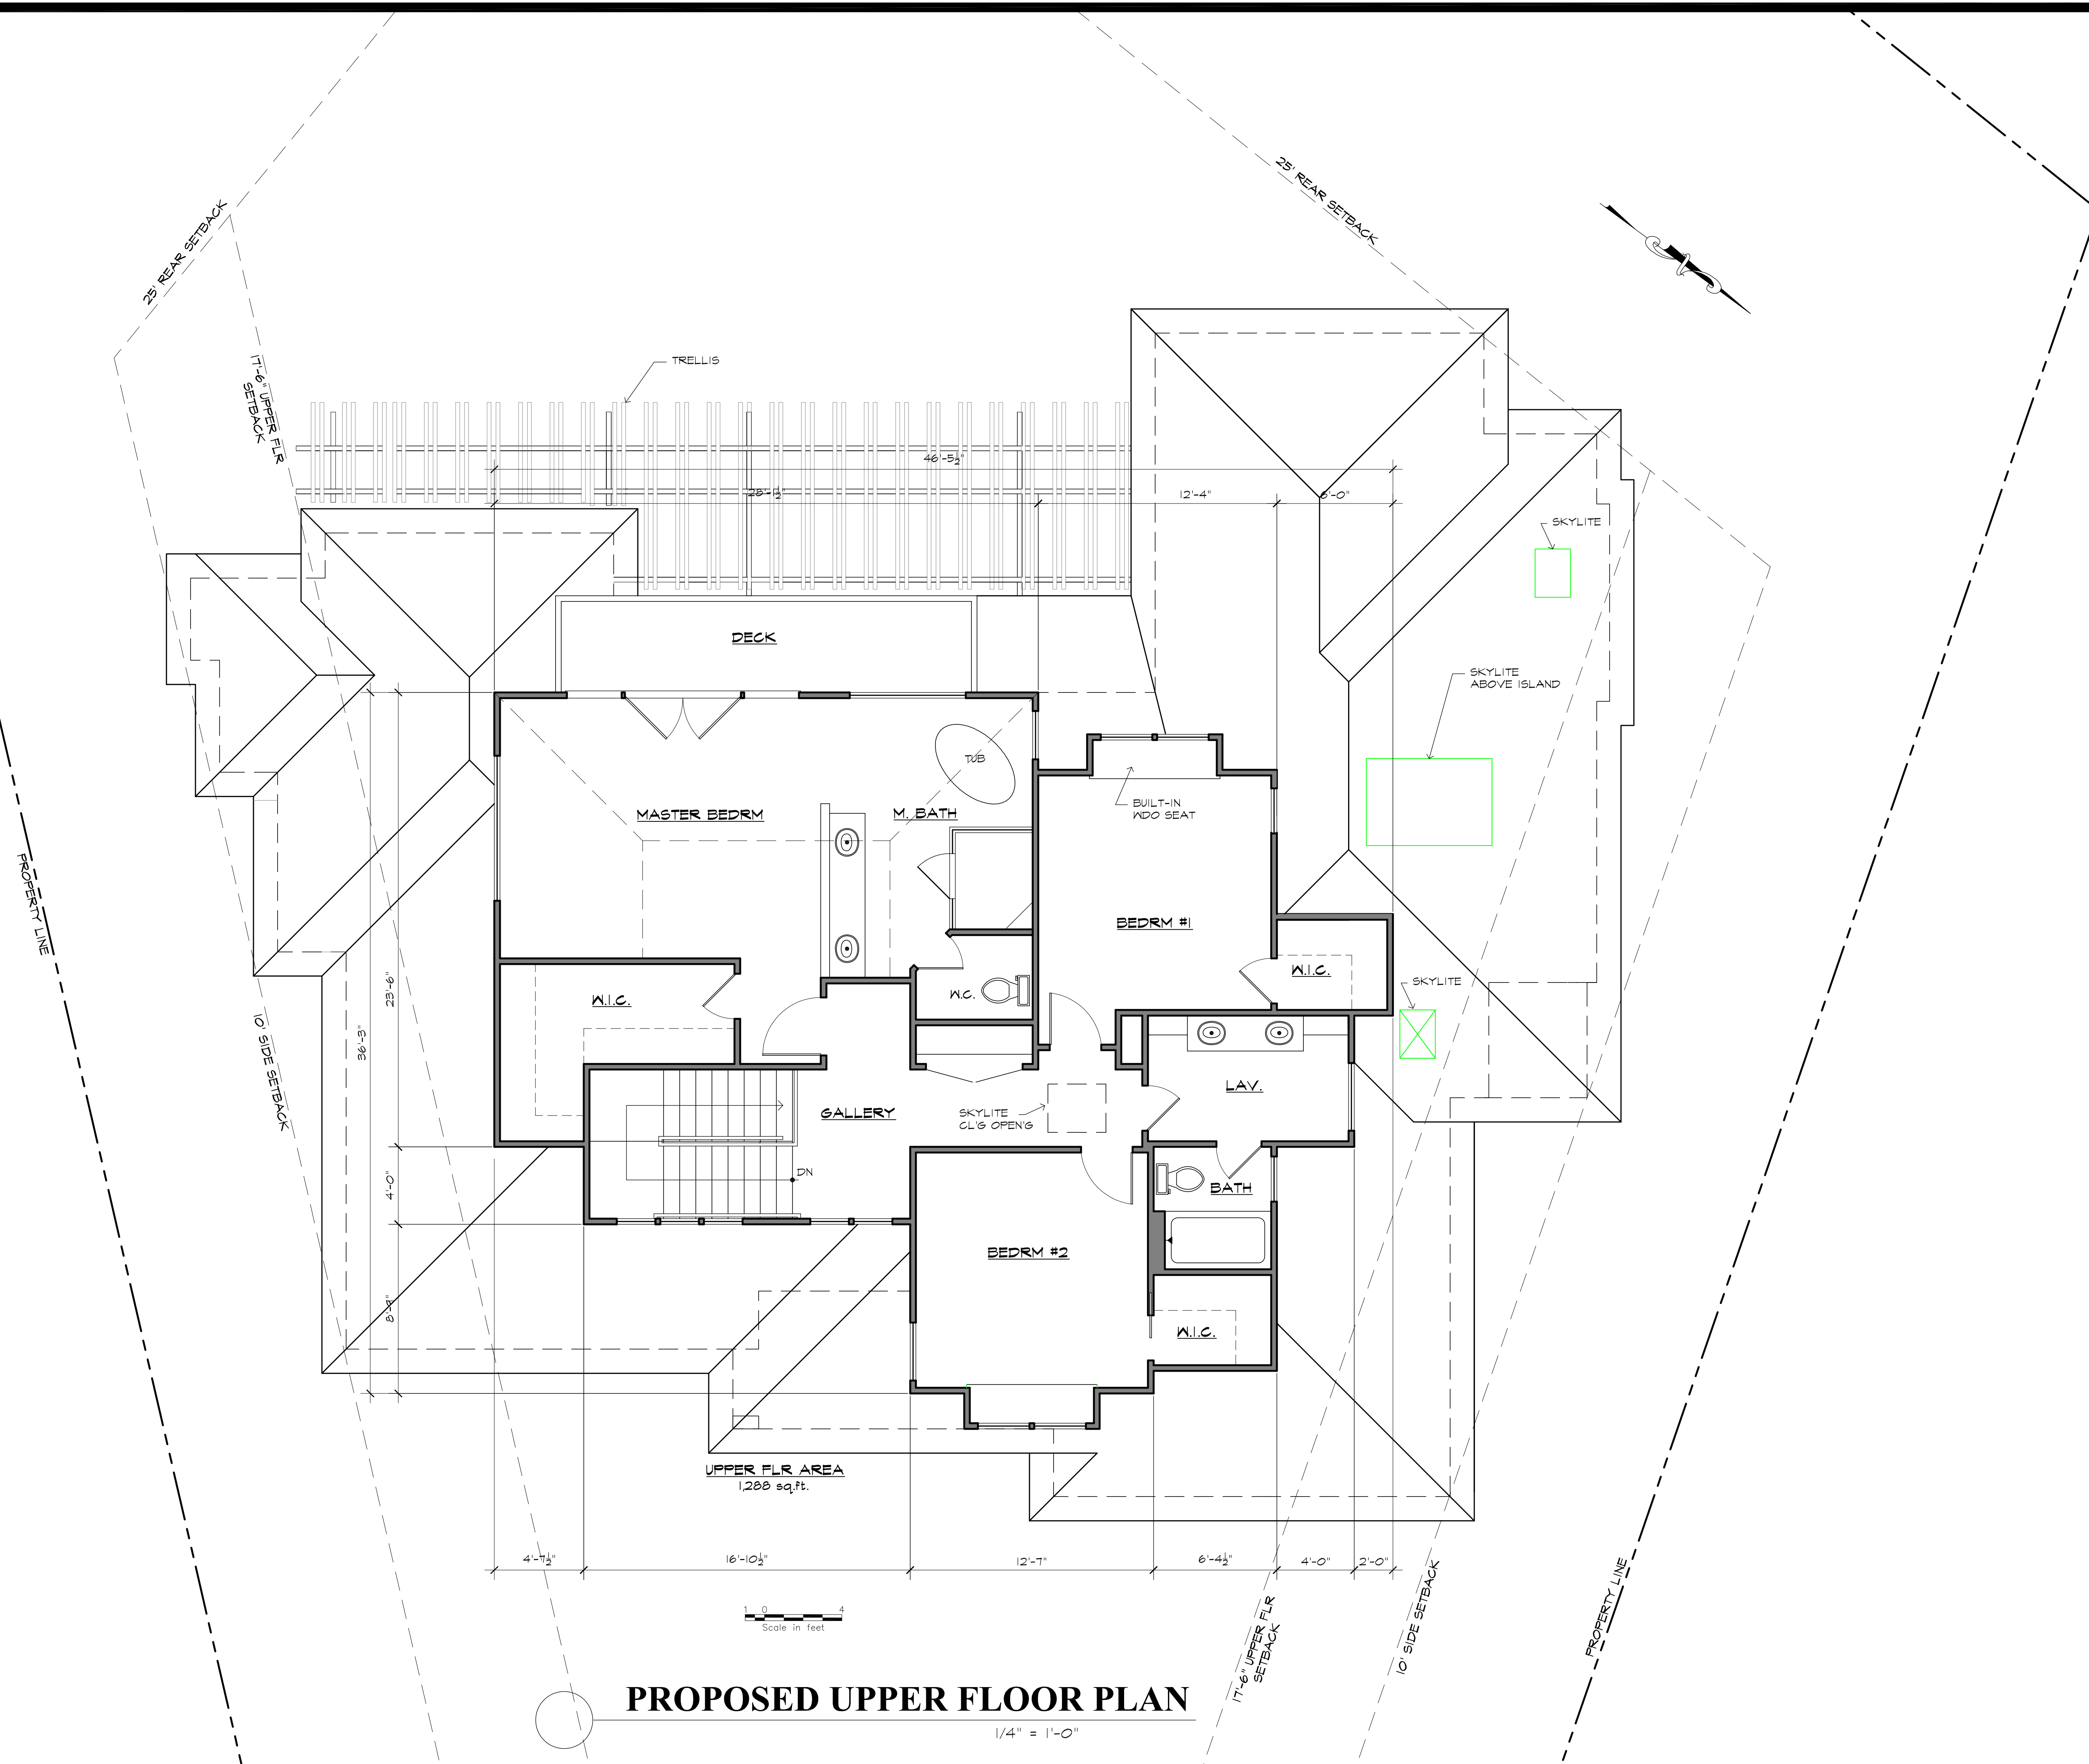 25' REAR SETBACK
25' REAR SETBACK
17'-6" UPPER FLR
SETBACK
TRELLIS
46'-5½"
28'-1½"
12'-4"
6'-0"
SKYLITE
DECK
SKYLITE
ABOVE ISLAND
TUB
MASTER BEDRM
M. BATH
BUILT-IN
WDO SEAT
PROPERTY LINE
BEDRM #1
W.I.C.
W.I.C.
W.C.
SKYLITE
23'-6"
36'-3"
10' SIDE SETBACK
LAV.
GALLERY
SKYLITE
CL'G OPEN'G
DN
4'-0"
BATH
BEDRM #2
8'-9"
W.I.C.
UPPER FLR AREA
1,288 sq.ft.
4'-7½"
16'-10½"
12'-7"
6'-4½"
4'-0"
2'-0"
1 0 4
Scale in feet
17'-6" UPPER FLR
SETBACK
10' SIDE SETBACK
PROPERTY LINE
PROPOSED UPPER FLOOR PLAN
1/4" = 1'-0"